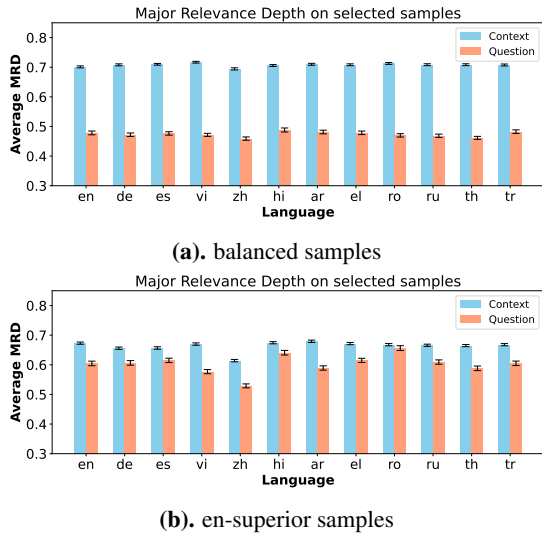 Major Relevance Depth on selected samples
Average MRD
0.8
0.7
0.6
0.5
0.4
0.3
Context
Question
en de es vi zh hi ar el ro ru th tr
Language
(a). balanced samples
Major Relevance Depth on selected samples
Average MRD
0.8
0.7
0.6
0.5
0.4
0.3
Context
Question
en de es vi zh hi ar el ro ru th tr
Language
(b). en-superior samples